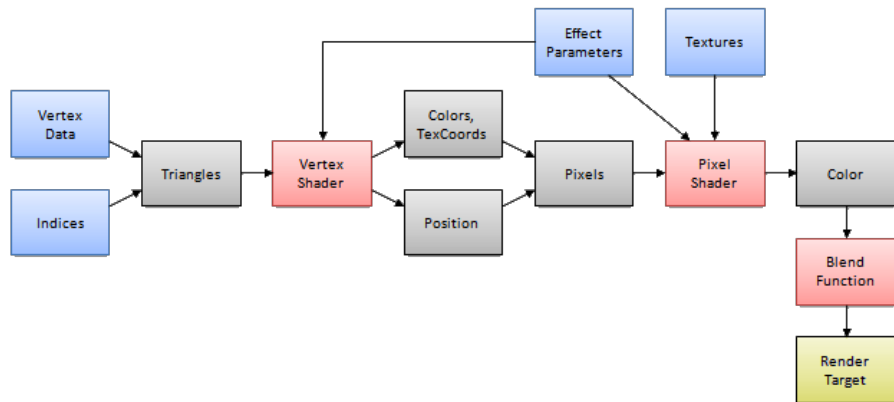 Effect
Parameters
Textures
Vertex
Data
Colors,
TexCoords
Triangles
Vertex
Shader
Pixels
Pixel
Shader
Color
Indices
Position
Blend
Function
Render
Target